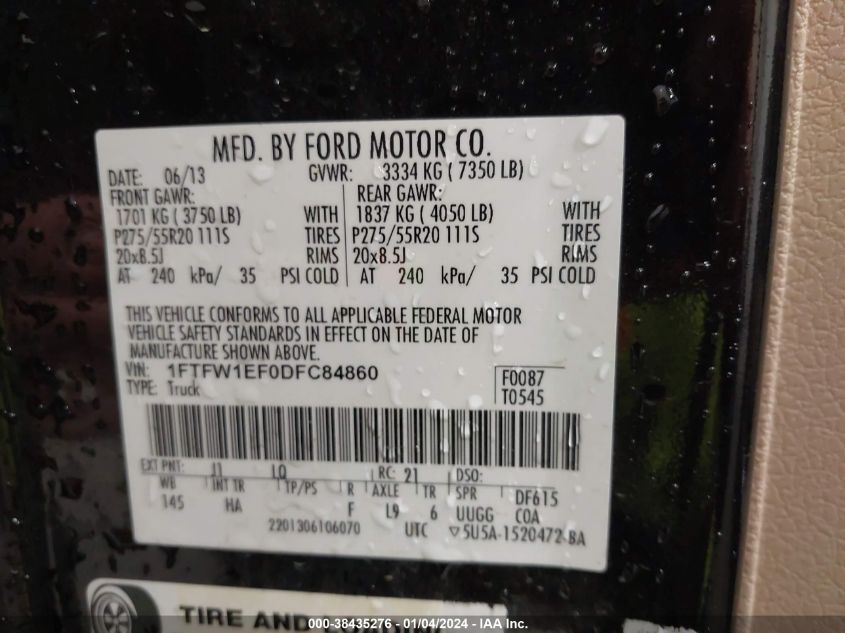 MFD. BY FORD MOTOR CO.
DATE: 06/13 GVWR: 3334 KG ( 7350 LB)
FRONT GAWR: REAR GAWR:
1701 KG ( 3750 LB) WITH 1837 KG ( 4050 LB) WITH
P275/55R20 111S TIRES P275/55R20 111S TIRES
20x8.5J RIMS 20x8.5J RIMS
AT 240 kPa/ 35 PSI COLD AT 240 kPa/ 35 PSI COLD
THIS VEHICLE CONFORMS TO ALL APPLICABLE FEDERAL MOTOR
VEHICLE SAFETY STANDARDS IN EFFECT ON THE DATE OF
MANUFACTURE SHOWN ABOVE.
VIN: 1FTFW1EF0DFC84860 F0087
TYPE: Truck T0545
EXT PNT: J1 LQ RC: 21 DSO:
WB INT TR TP/PS R AXLE TR SPR DF615
145 HA F L9 6 UUGG COA
2201306106070 UTC ▽5U5A-1520472-BA
TIRE AND LOADING
000-38435276 - 01/04/2024 - IAA Inc.